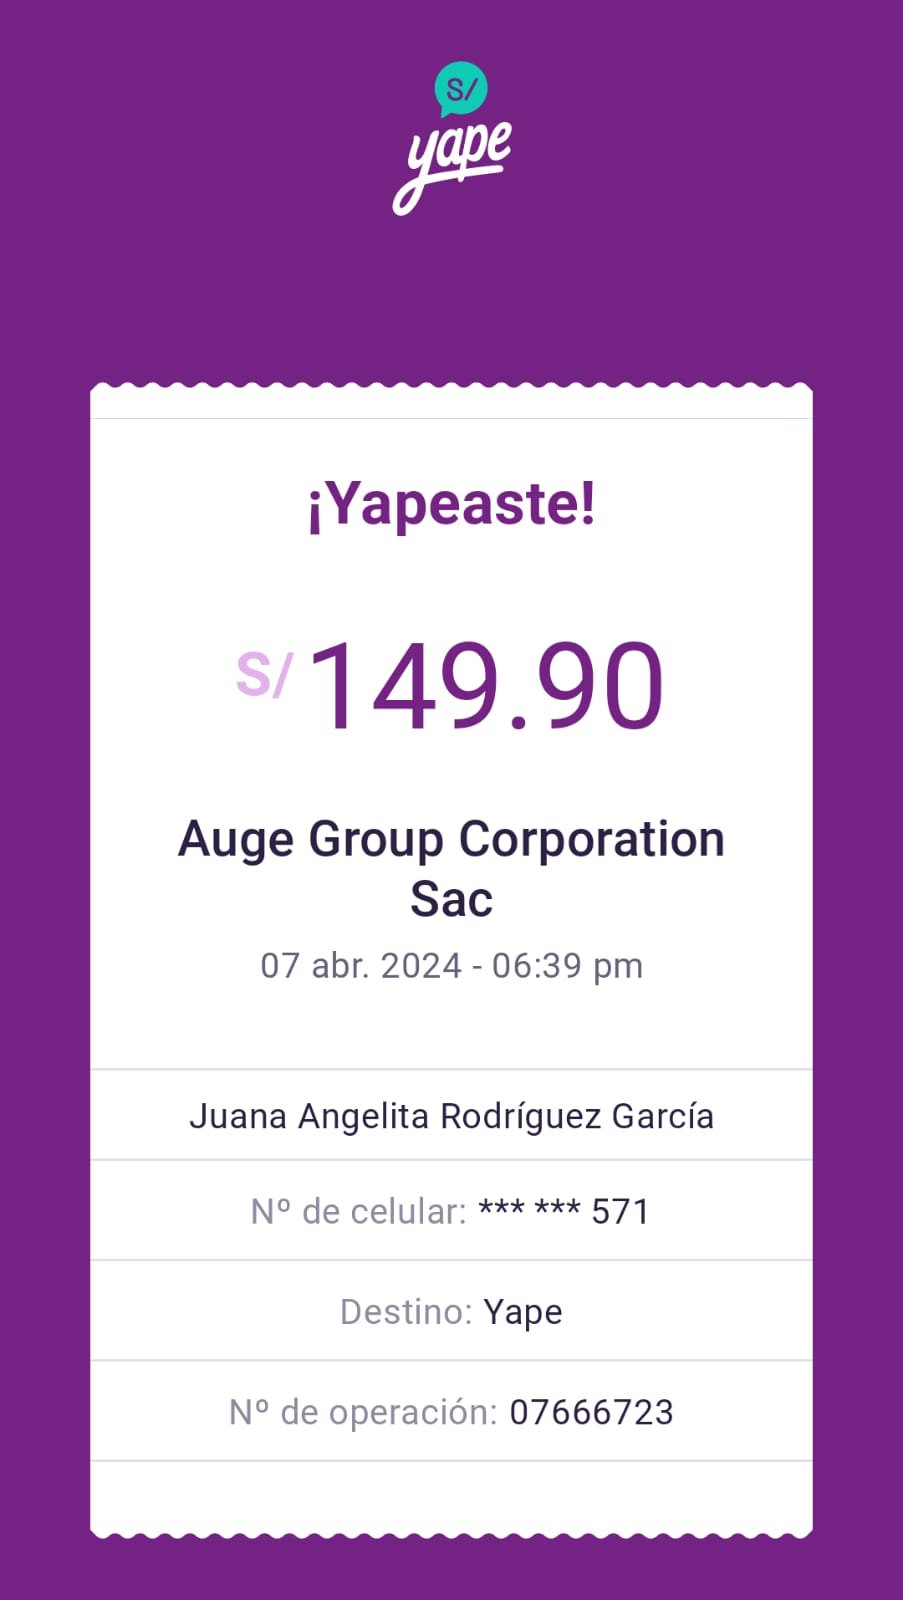 S/
yape
¡Yapeaste!
S/ 149.90
Auge Group Corporation
Sac
07 abr. 2024 - 06:39 pm
Juana Angelita Rodríguez García
Nº de celular: *** *** 571
Destino: Yape
Nº de operación: 07666723